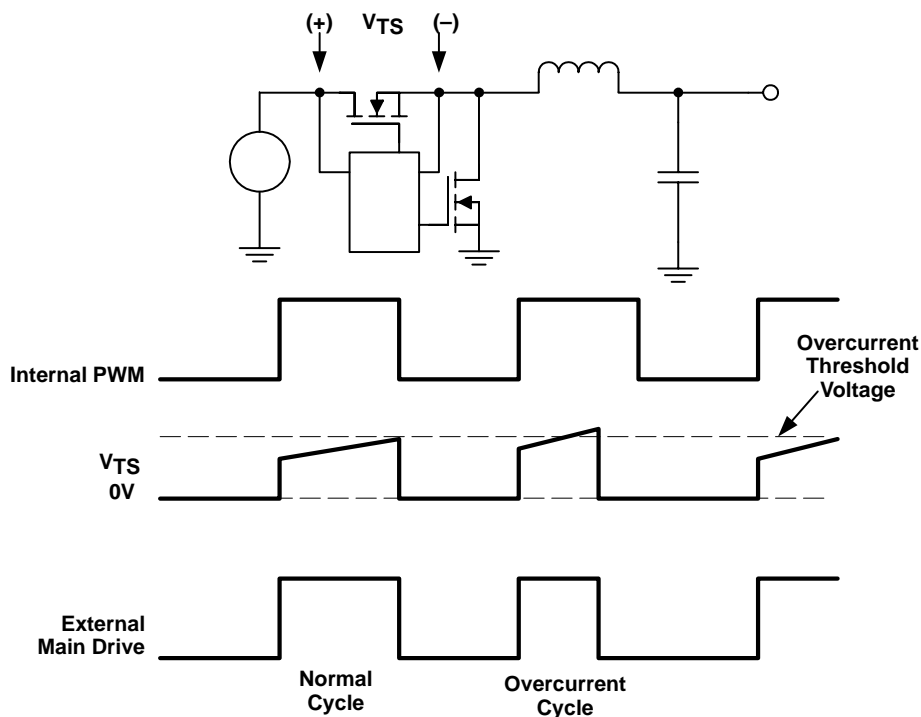 (+) VTS (–)
Internal PWM
Overcurrent
Threshold
Voltage
VTS
0V
External
Main Drive
Normal
Cycle
Overcurrent
Cycle